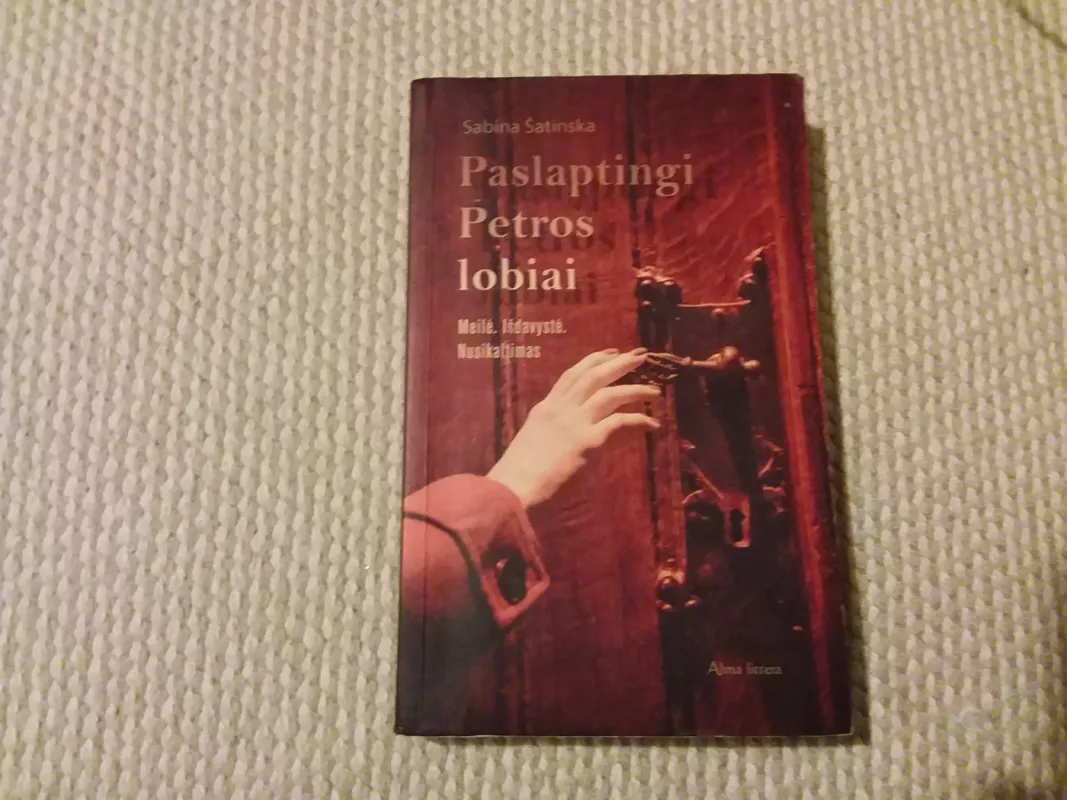 Sabina Šatinska
Paslaptingi
Petros
lobiai
Meilė. Išdavystė.
Nusikaltimas
Alma littera